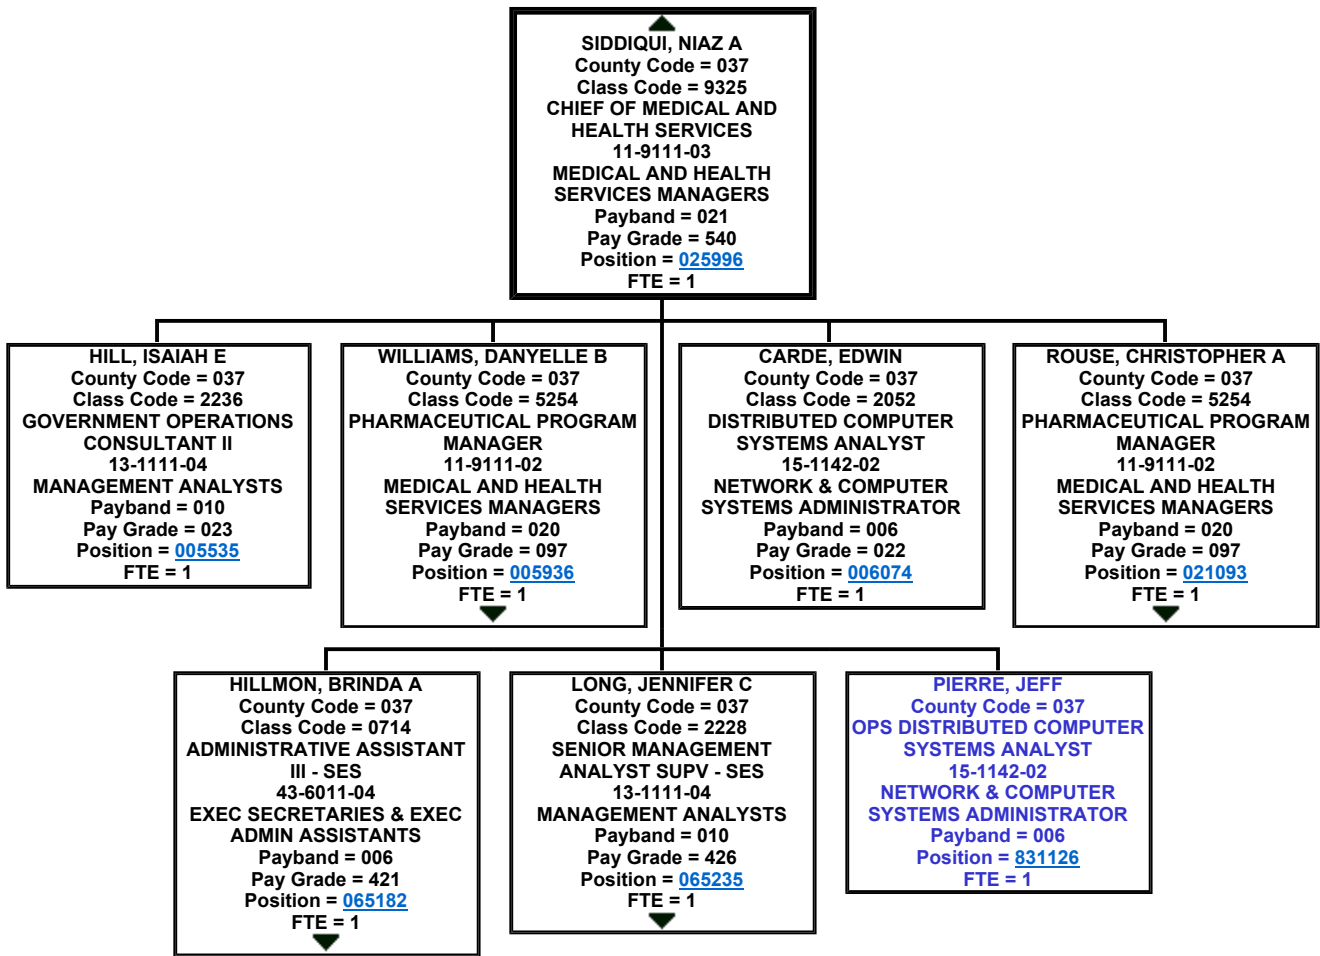 SIDDIQUI, NIAZ A
County Code = 037
Class Code = 9325
CHIEF OF MEDICAL AND
HEALTH SERVICES
11-9111-03
MEDICAL AND HEALTH
SERVICES MANAGERS
Payband = 021
Pay Grade = 540
Position = 025996
FTE = 1
HILL, ISAIAH E
County Code = 037
Class Code = 2236
GOVERNMENT OPERATIONS
CONSULTANT II
13-1111-04
MANAGEMENT ANALYSTS
Payband = 010
Pay Grade = 023
Position = 005535
FTE = 1
WILLIAMS, DANYELLE B
County Code = 037
Class Code = 5254
PHARMACEUTICAL PROGRAM
MANAGER
11-9111-02
MEDICAL AND HEALTH
SERVICES MANAGERS
Payband = 020
Pay Grade = 097
Position = 005936
FTE = 1
CARDE, EDWIN
County Code = 037
Class Code = 2052
DISTRIBUTED COMPUTER
SYSTEMS ANALYST
15-1142-02
NETWORK & COMPUTER
SYSTEMS ADMINISTRATOR
Payband = 006
Pay Grade = 022
Position = 006074
FTE = 1
ROUSE, CHRISTOPHER A
County Code = 037
Class Code = 5254
PHARMACEUTICAL PROGRAM
MANAGER
11-9111-02
MEDICAL AND HEALTH
SERVICES MANAGERS
Payband = 020
Pay Grade = 097
Position = 021093
FTE = 1
HILLMON, BRINDA A
County Code = 037
Class Code = 0714
ADMINISTRATIVE ASSISTANT
III - SES
43-6011-04
EXEC SECRETARIES & EXEC
ADMIN ASSISTANTS
Payband = 006
Pay Grade = 421
Position = 065182
FTE = 1
LONG, JENNIFER C
County Code = 037
Class Code = 2228
SENIOR MANAGEMENT
ANALYST SUPV - SES
13-1111-04
MANAGEMENT ANALYSTS
Payband = 010
Pay Grade = 426
Position = 065235
FTE = 1
PIERRE, JEFF
County Code = 037
OPS DISTRIBUTED COMPUTER
SYSTEMS ANALYST
15-1142-02
NETWORK & COMPUTER
SYSTEMS ADMINISTRATOR
Payband = 006
Position = 831126
FTE = 1